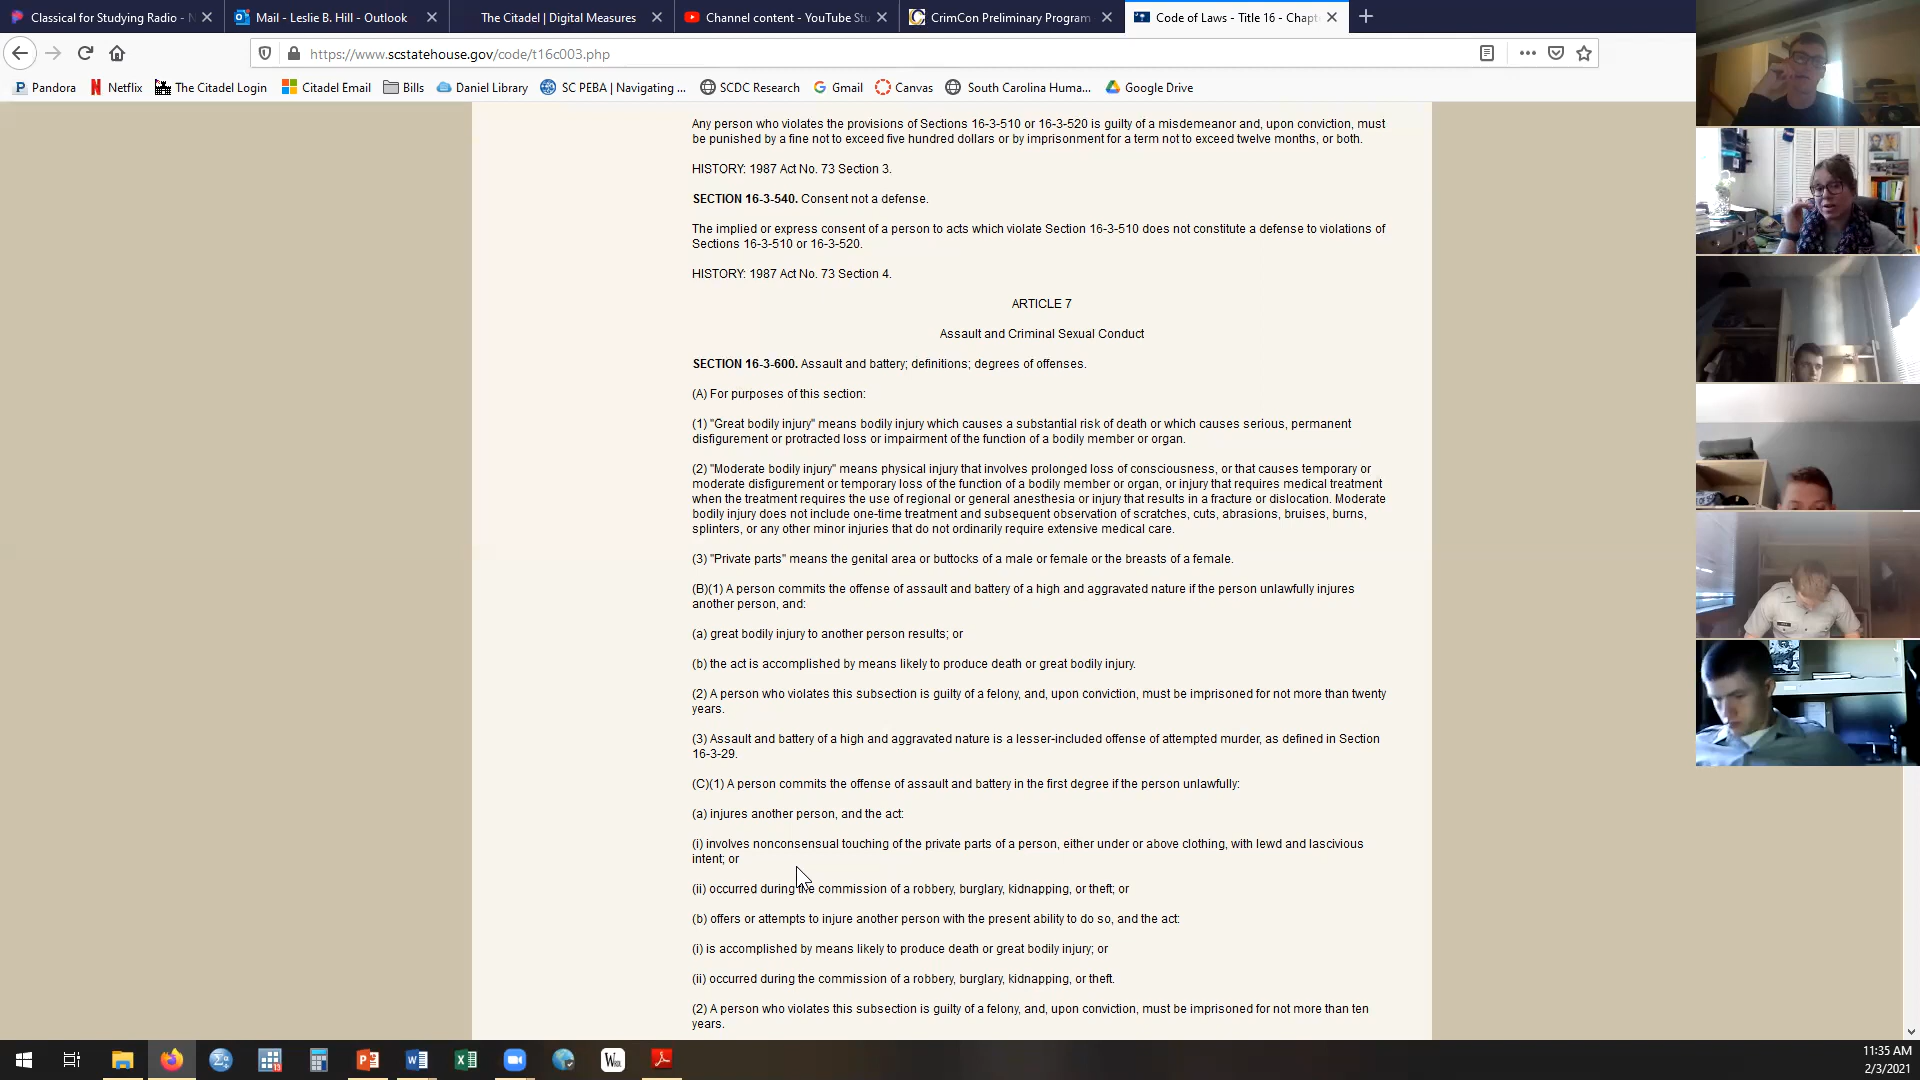 Classical for Studying Radio - N
Mail - Leslie B. Hill - Outlook
The Citadel | Digital Measures
Channel content - YouTube Stu
CrimCon Preliminary Program
Code of Laws - Title 16 - Chapt
https://www.scstatehouse.gov/code/t16c003.php
Pandora
Netflix
The Citadel Login
Citadel Email
Bills
Daniel Library
SC PEBA | Navigating ...
SCDC Research
Gmail
Canvas
South Carolina Huma...
Google Drive
Any person who violates the provisions of Sections 16-3-510 or 16-3-520 is guilty of a misdemeanor and, upon conviction, must
be punished by a fine not to exceed five hundred dollars or by imprisonment for a term not to exceed twelve months, or both.
HISTORY: 1987 Act No. 73 Section 3.
SECTION 16-3-540. Consent not a defense.
The implied or express consent of a person to acts which violate Section 16-3-510 does not constitute a defense to violations of
Sections 16-3-510 or 16-3-520.
HISTORY: 1987 Act No. 73 Section 4.
ARTICLE 7
Assault and Criminal Sexual Conduct
SECTION 16-3-600. Assault and battery; definitions; degrees of offenses.
(A) For purposes of this section:
(1) "Great bodily injury" means bodily injury which causes a substantial risk of death or which causes serious, permanent
disfigurement or protracted loss or impairment of the function of a bodily member or organ.
(2) "Moderate bodily injury" means physical injury that involves prolonged loss of consciousness, or that causes temporary or
moderate disfigurement or temporary loss of the function of a bodily member or organ, or injury that requires medical treatment
when the treatment requires the use of regional or general anesthesia or injury that results in a fracture or dislocation. Moderate
bodily injury does not include one-time treatment and subsequent observation of scratches, cuts, abrasions, bruises, burns,
splinters, or any other minor injuries that do not ordinarily require extensive medical care.
(3) "Private parts" means the genital area or buttocks of a male or female or the breasts of a female.
(B)(1) A person commits the offense of assault and battery of a high and aggravated nature if the person unlawfully injures
another person, and:
(a) great bodily injury to another person results; or
(b) the act is accomplished by means likely to produce death or great bodily injury.
(2) A person who violates this subsection is guilty of a felony, and, upon conviction, must be imprisoned for not more than twenty
years.
(3) Assault and battery of a high and aggravated nature is a lesser-included offense of attempted murder, as defined in Section
16-3-29.
(C)(1) A person commits the offense of assault and battery in the first degree if the person unlawfully:
(a) injures another person, and the act:
(i) involves nonconsensual touching of the private parts of a person, either under or above clothing, with lewd and lascivious
intent; or
(ii) occurred during the commission of a robbery, burglary, kidnapping, or theft; or
(b) offers or attempts to injure another person with the present ability to do so, and the act:
(i) is accomplished by means likely to produce death or great bodily injury; or
(ii) occurred during the commission of a robbery, burglary, kidnapping, or theft.
(2) A person who violates this subsection is guilty of a felony, and, upon conviction, must be imprisoned for not more than ten
years.
11:35 AM
2/3/2021